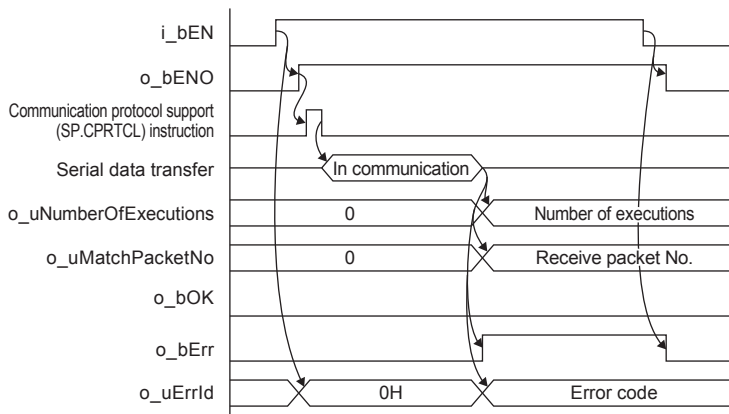 i_bEN
o_bENO
Communication protocol support
(SP.CPRTCL) instruction
Serial data transfer
In communication
o_uNumberOfExecutions
0
Number of executions
o_uMatchPacketNo
0
Receive packet No.
o_bOK
o_bErr
o_uErrId
0H
Error code